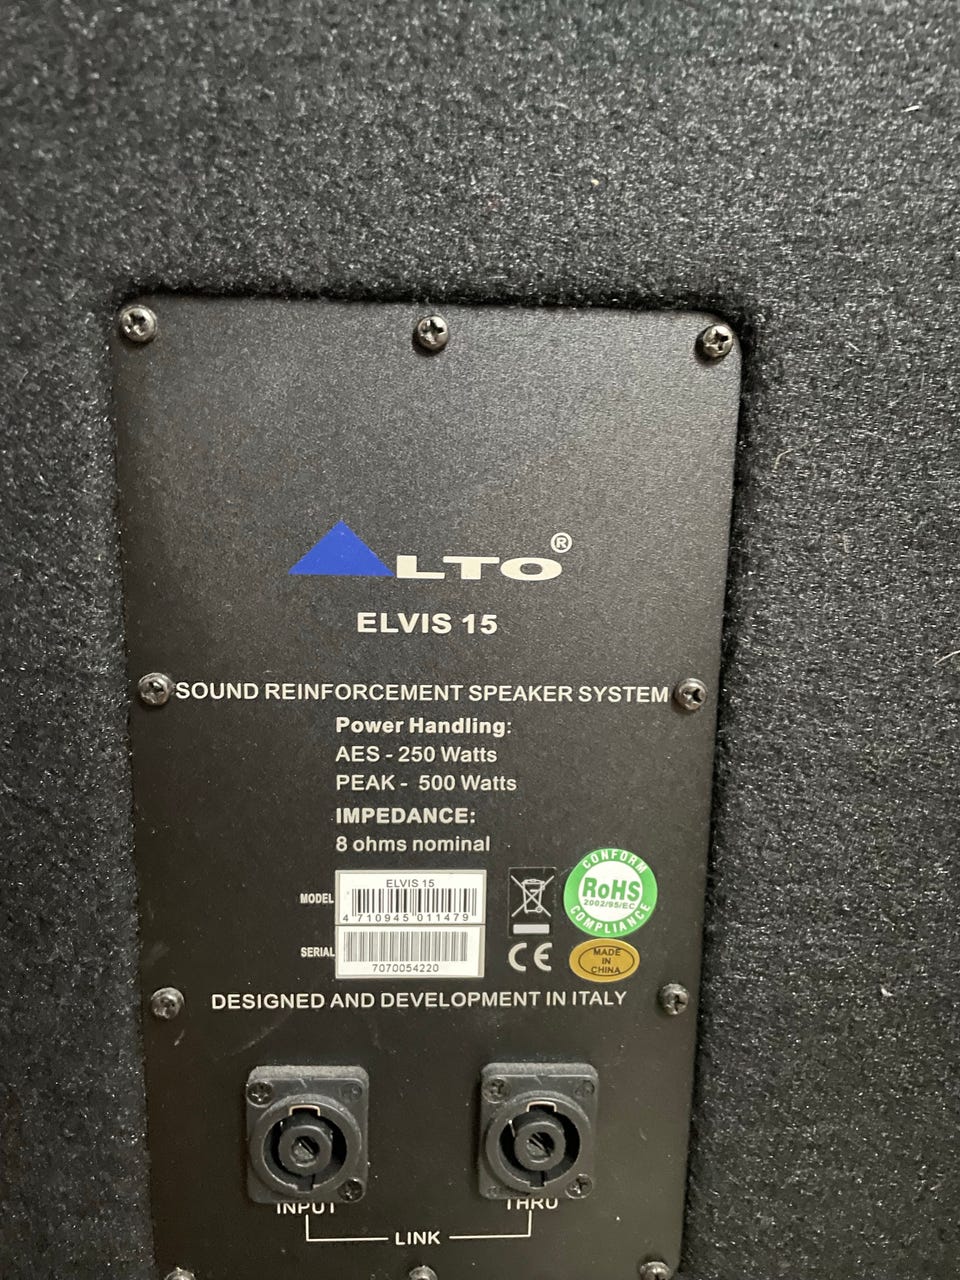 LTO®
ELVIS 15
SOUND REINFORCEMENT SPEAKER SYSTEM
Power Handling:
AES - 250 Watts
PEAK - 500 Watts
IMPEDANCE:
8 ohms nominal
MODEL
ELVIS 15
4 710945 011479
SERIAL
7070054220
CONFORM
RoHS
2002/95/EC
COMPLIANCE
CE
MADE
IN
CHINA
DESIGNED AND DEVELOPMENT IN ITALY
INPUT
THRU
LINK